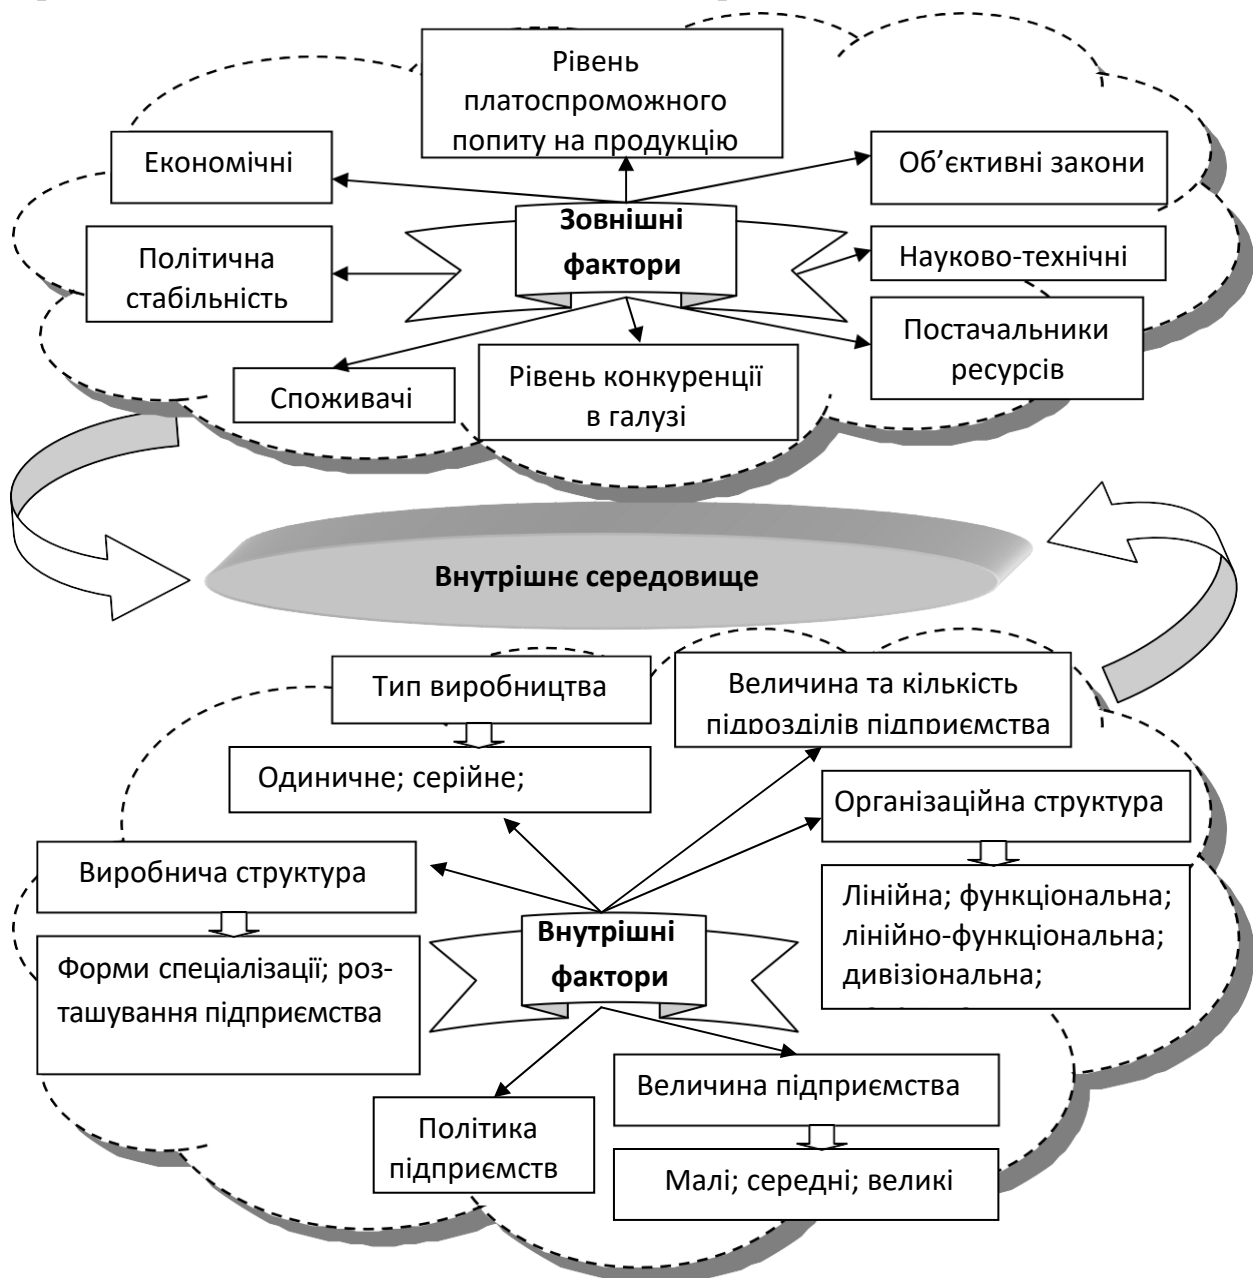 Рівень
платоспроможного
попиту на продукцію
Економічні
Об’єктивні закони
Зовнішні
фактори
Політична
стабільність
Науково-технічні
Постачальники
ресурсів
Споживачі
Рівень конкуренції
в галузі
Внутрішнє середовище
Тип виробництва
Величина та кількість
підрозділів підприємства
Одиничне; серійне;
Організаційна структура
Виробнича структура
Лінійна; функціональна;
лінійно-функціональна;
дивізіональна;
Внутрішні
фактори
Форми спеціалізації; роз-
ташування підприємства
Величина підприємства
Політика
підприємств
Малі; середні; великі